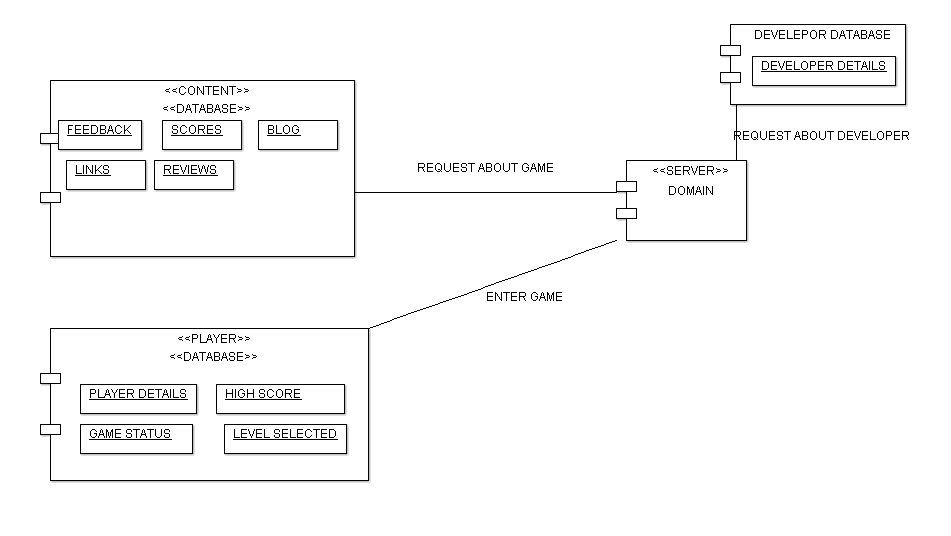 DEVELEPOR DATABASE
DEVELOPER DETAILS
<<CONTENT>>
<<DATABASE>>
FEEDBACK
SCORES
BLOG
LINKS
REVIEWS
REQUEST ABOUT DEVELOPER
REQUEST ABOUT GAME
<<SERVER>>
DOMAIN
ENTER GAME
<<PLAYER>>
<<DATABASE>>
PLAYER DETAILS
HIGH SCORE
GAME STATUS
LEVEL SELECTED